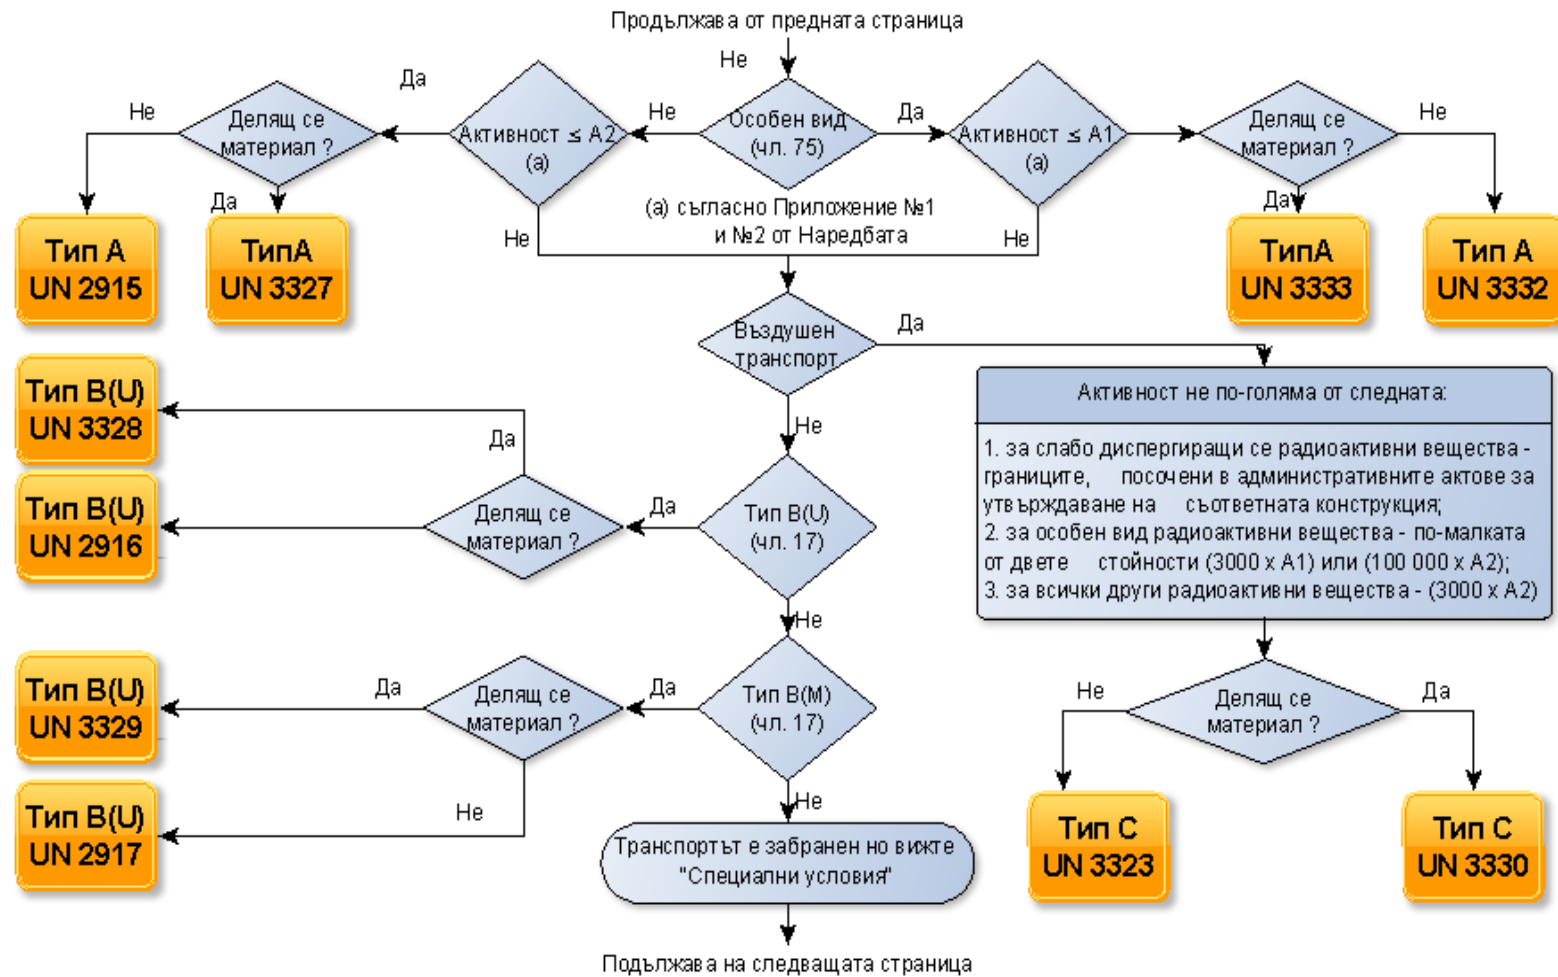 Продължава от предната страница
Не
Да
Не
Не
Да
Не
Делящ се
материал ?
Активност ≤ A2
(а)
Особен вид
(чл. 75)
Активност ≤ A1
(а)
Делящ се
материал ?
Да
Да
(а) съгласно Приложение №1
и №2 от Наредбата
Не
Не
Тип A
UN 2915
ТипA
UN 3327
ТипA
UN 3333
Тип A
UN 3332
Въздушен
транспорт
Да
Не
Активност не по-голяма от следната:
1. за слабо диспергиращи се радиоактивни вещества -
границите, посочени в административните актове за
утвърждаване на съответната конструкция;
2. за особен вид радиоактивни вещества - по-малката
от двете стойности (3000 x A1) или (100 000 x A2);
3. за всички други радиоактивни вещества - (3000 x A2)
Тип B(U)
UN 3328
Да
Тип B(U)
UN 2916
Делящ се
материал ?
Да
Тип B(U)
(чл. 17)
Не
Тип B(U)
UN 3329
Да
Делящ се
материал ?
Да
Тип B(M)
(чл. 17)
Не
Делящ се
материал ?
Да
Тип B(U)
UN 2917
Не
Не
Транспортът е забранен но вижте
"Специални условия"
Тип C
UN 3323
Тип C
UN 3330
Подължава на следващата страница